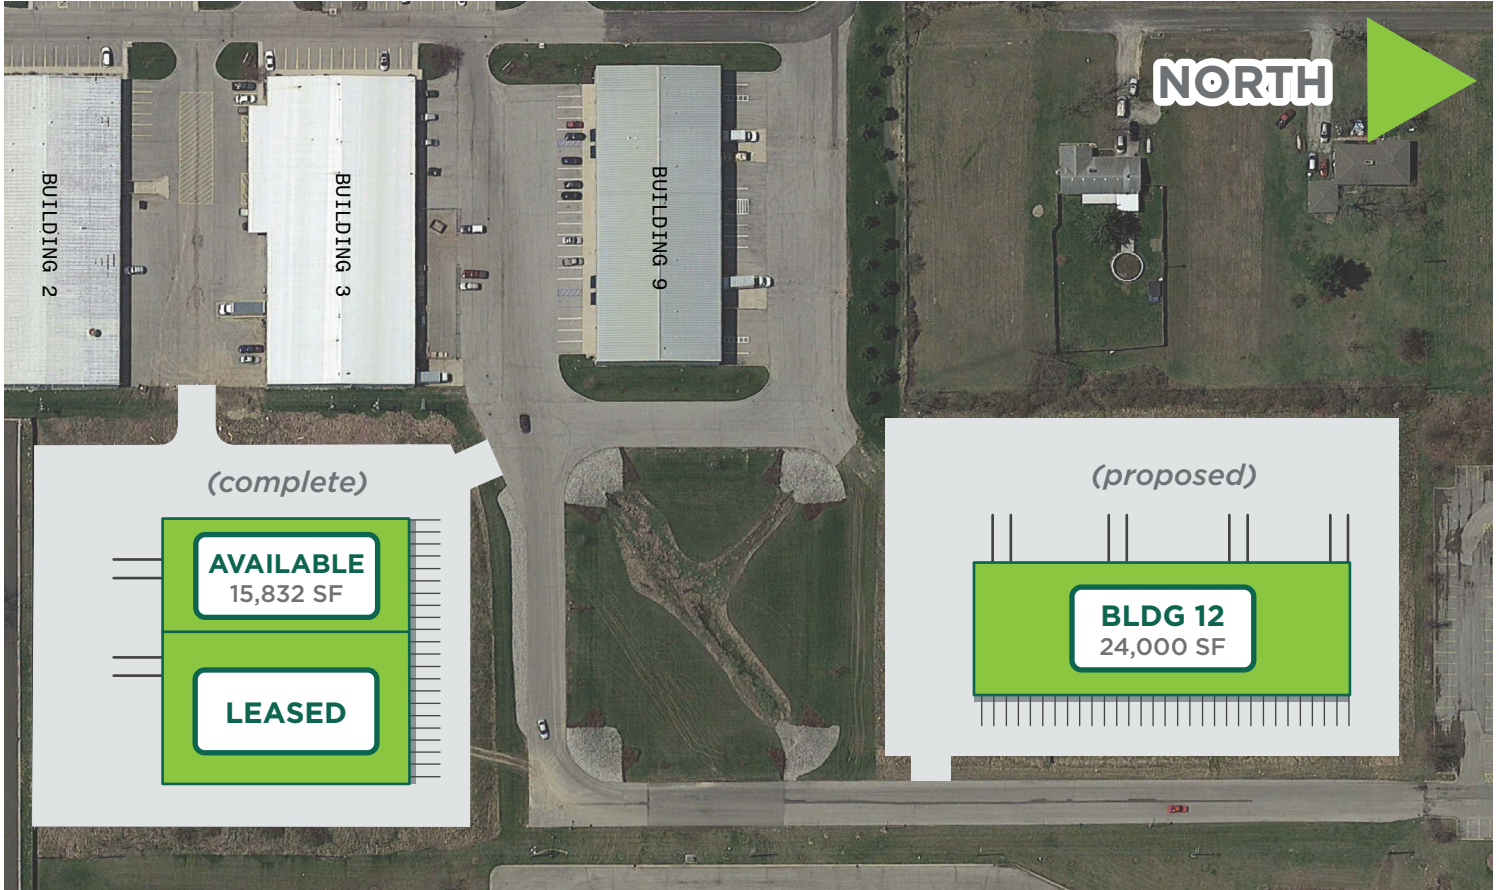 NORTH
BUILDING 2
BUILDING 3
BUILDING 9
(complete)
AVAILABLE
15,832 SF
LEASED
(proposed)
BLDG 12
24,000 SF